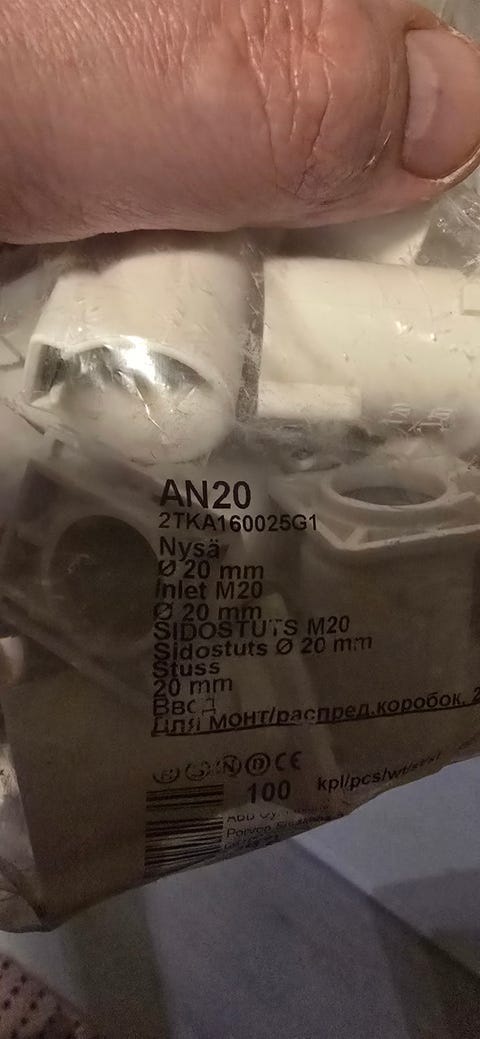 AN20
2TKA160025G1
Nysä
Ø 20 mm
Inlet M20
Ø 20 mm
SIDOSTUTS M20
Sidostuts Ø 20 mm
Stuss
20 mm
Ввод
Для монт/распред.коробок.
CE
100 kpl/pcs/